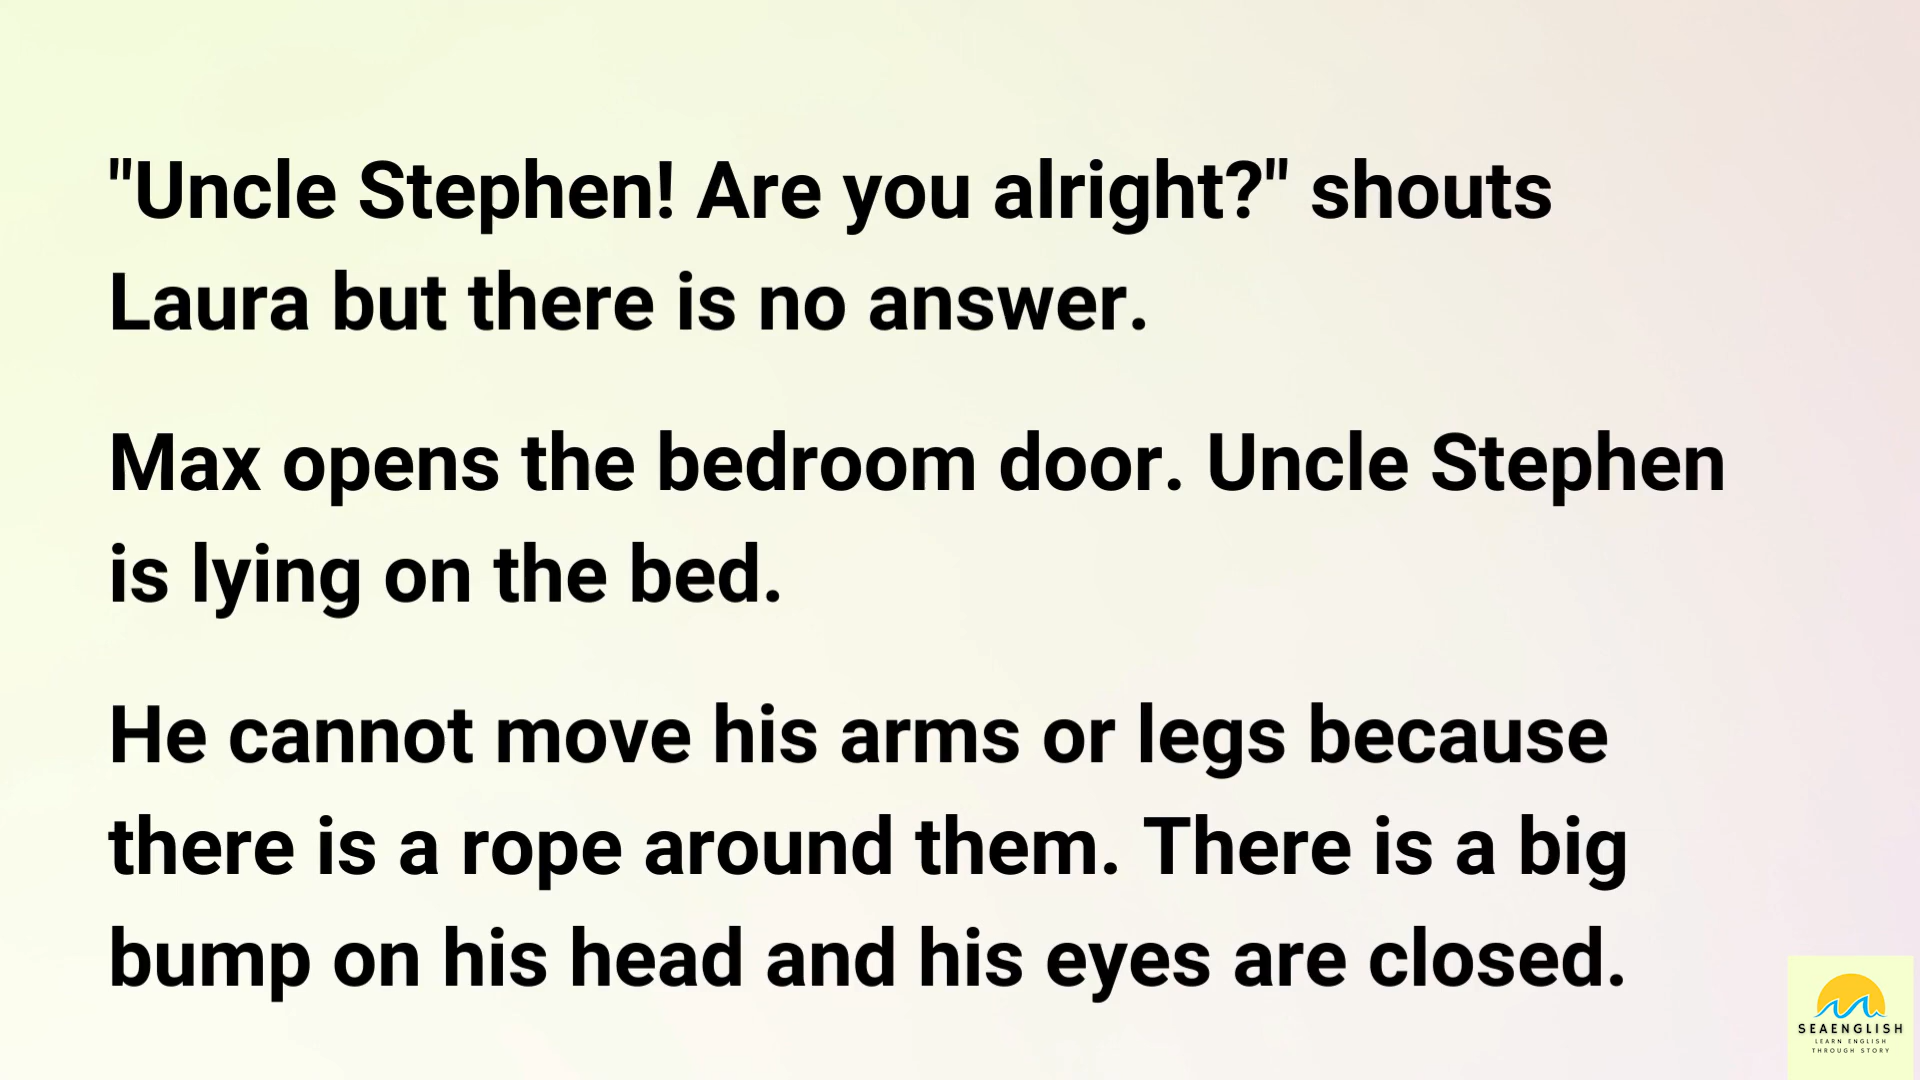 "Uncle Stephen! Are you alright?" shouts
Laura but there is no answer.
Max opens the bedroom door. Uncle Stephen
is lying on the bed.
He cannot move his arms or legs because
there is a rope around them. There is a big
bump on his head and his eyes are closed.
SEAENGLISH
LEARN ENGLISH
THROUGH STORY